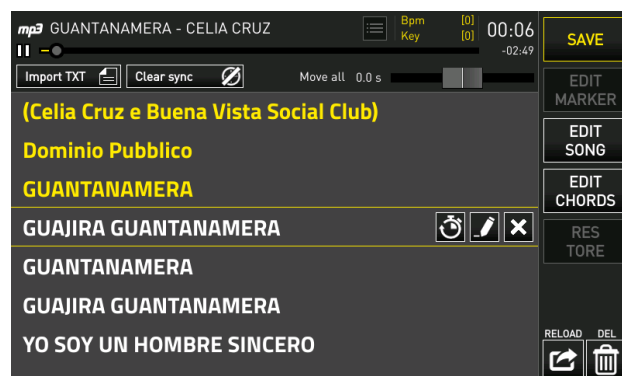 mp3 GUANTANAMERA - CELIA CRUZ
Bpm [0]
Key [0]
00:06
-02:49
Import TXT
Clear sync
Move all 0.0 s
(Celia Cruz e Buena Vista Social Club)
Dominio Pubblico
GUANTANAMERA
GUAJIRA GUANTANAMERA
GUANTANAMERA
GUAJIRA GUANTANAMERA
YO SOY UN HOMBRE SINCERO
SAVE
EDIT
MARKER
EDIT
SONG
EDIT
CHORDS
RES
TORE
RELOAD DEL